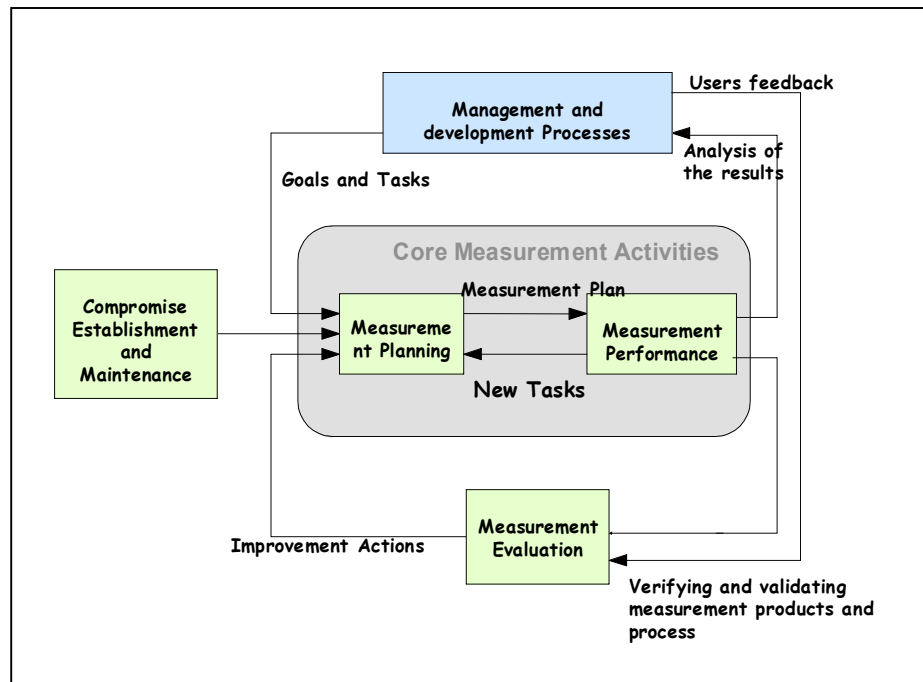 Users feedback
Management and
development Processes
Analysis of
the results
Goals and Tasks
Core Measurement Activities
Measurement Plan
Compromise
Establishment
and
Maintenance
Measureme
nt Planning
Measurement
Performance
New Tasks
Measurement
Evaluation
Improvement Actions
Verifying and validating
measurement products and
process